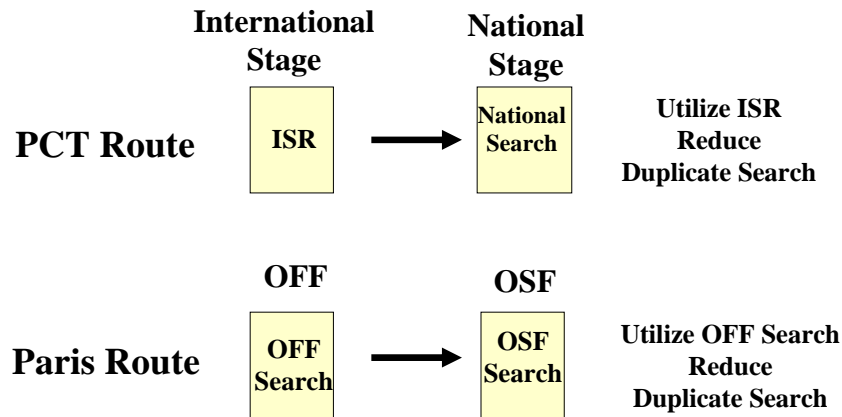 International
Stage
National
Stage
PCT Route
ISR
National
Search
Utilize ISR
Reduce
Duplicate Search
OFF
OSF
Paris Route
OFF
Search
OSF
Search
Utilize OFF Search
Reduce
Duplicate Search